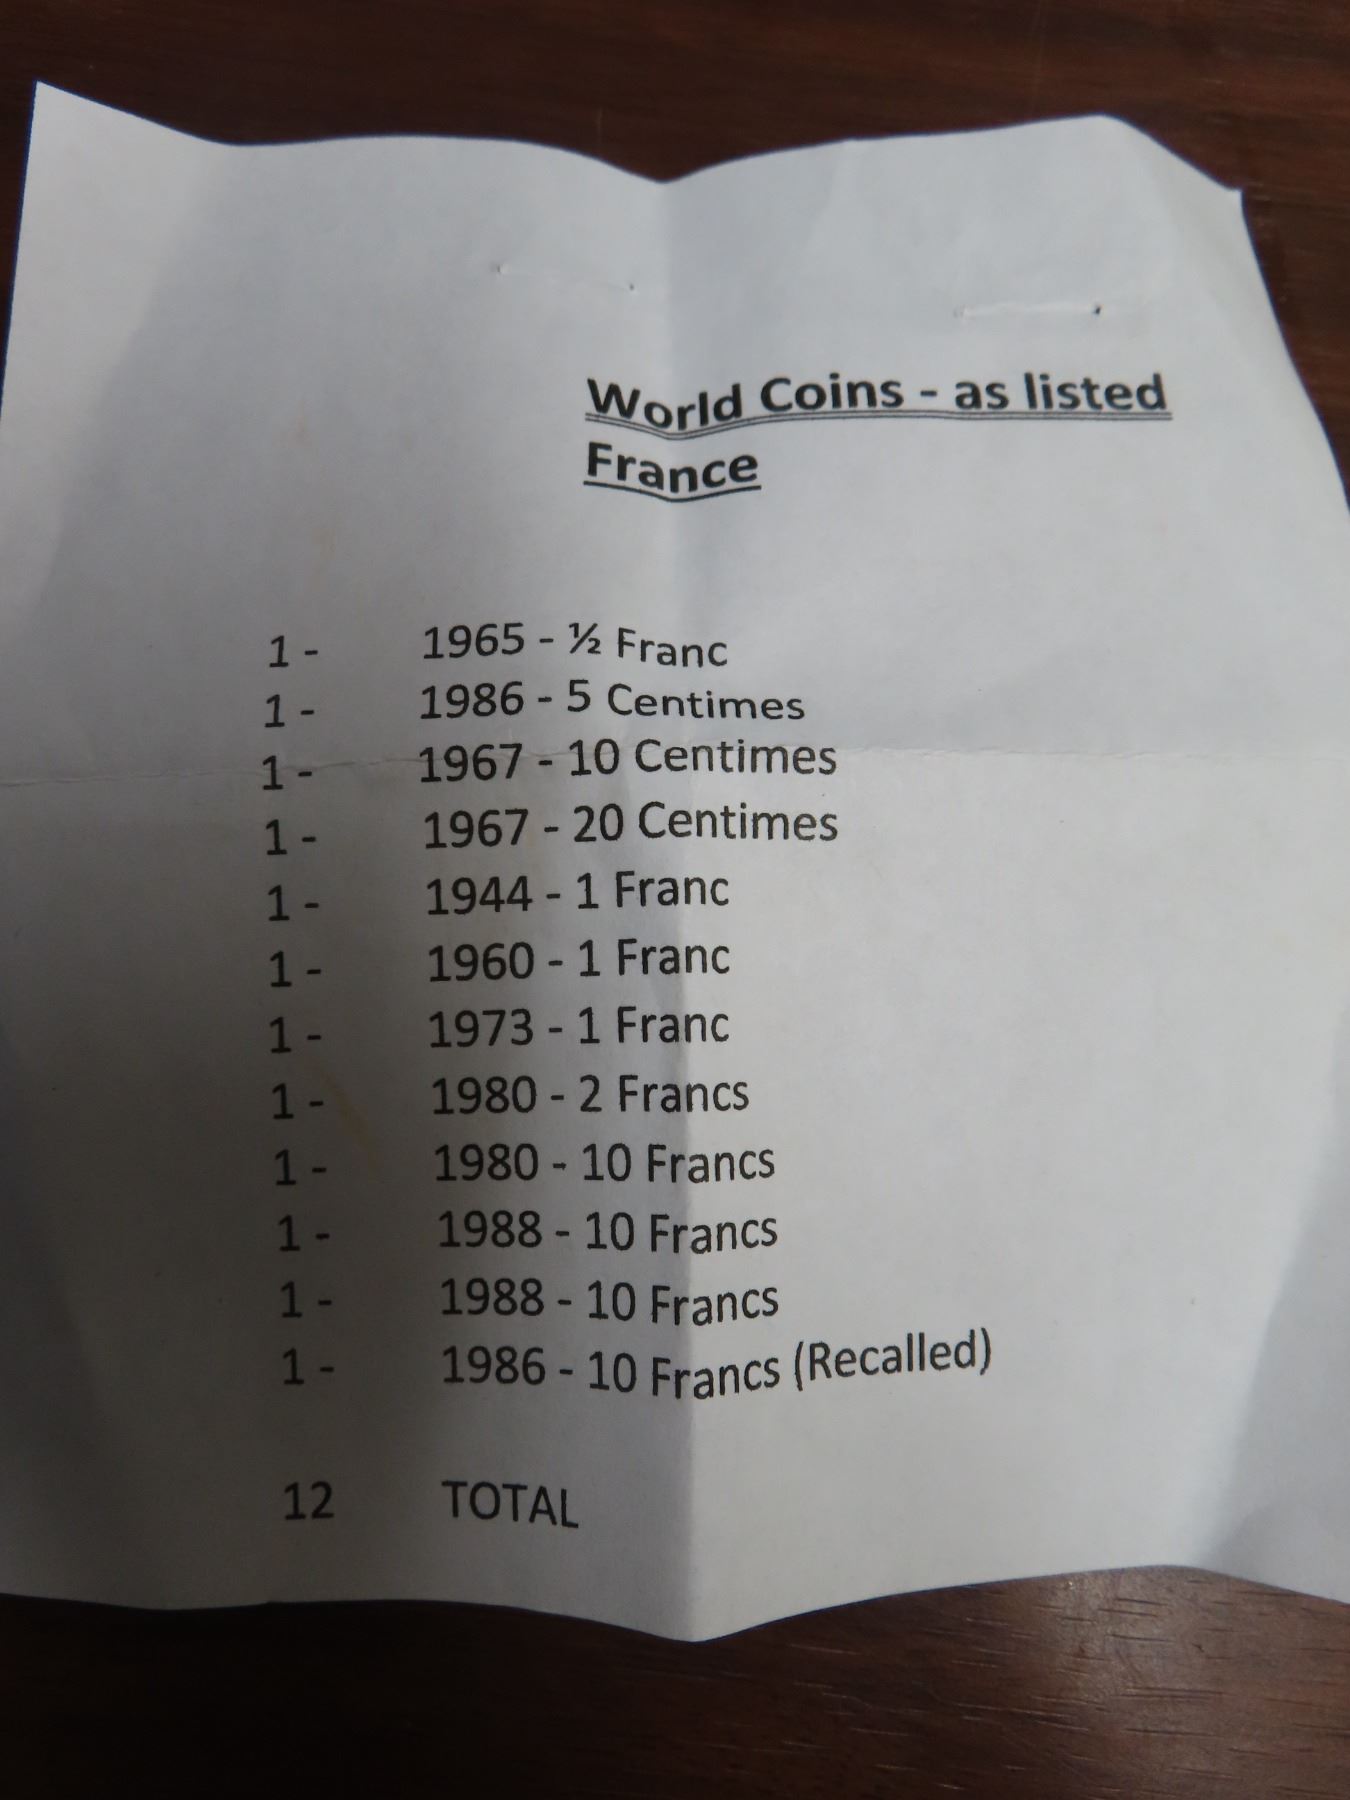 World Coins - as listed
France
1 - 1965 - ½ Franc
1 - 1986 - 5 Centimes
1 - 1967 - 10 Centimes
1 - 1967 - 20 Centimes
1 - 1944 - 1 Franc
1 - 1960 - 1 Franc
1 - 1973 - 1 Franc
1 - 1980 - 2 Francs
1 - 1980 - 10 Francs
1 - 1988 - 10 Francs
1 - 1988 - 10 Francs
1 - 1986 - 10 Francs (Recalled)
12 TOTAL